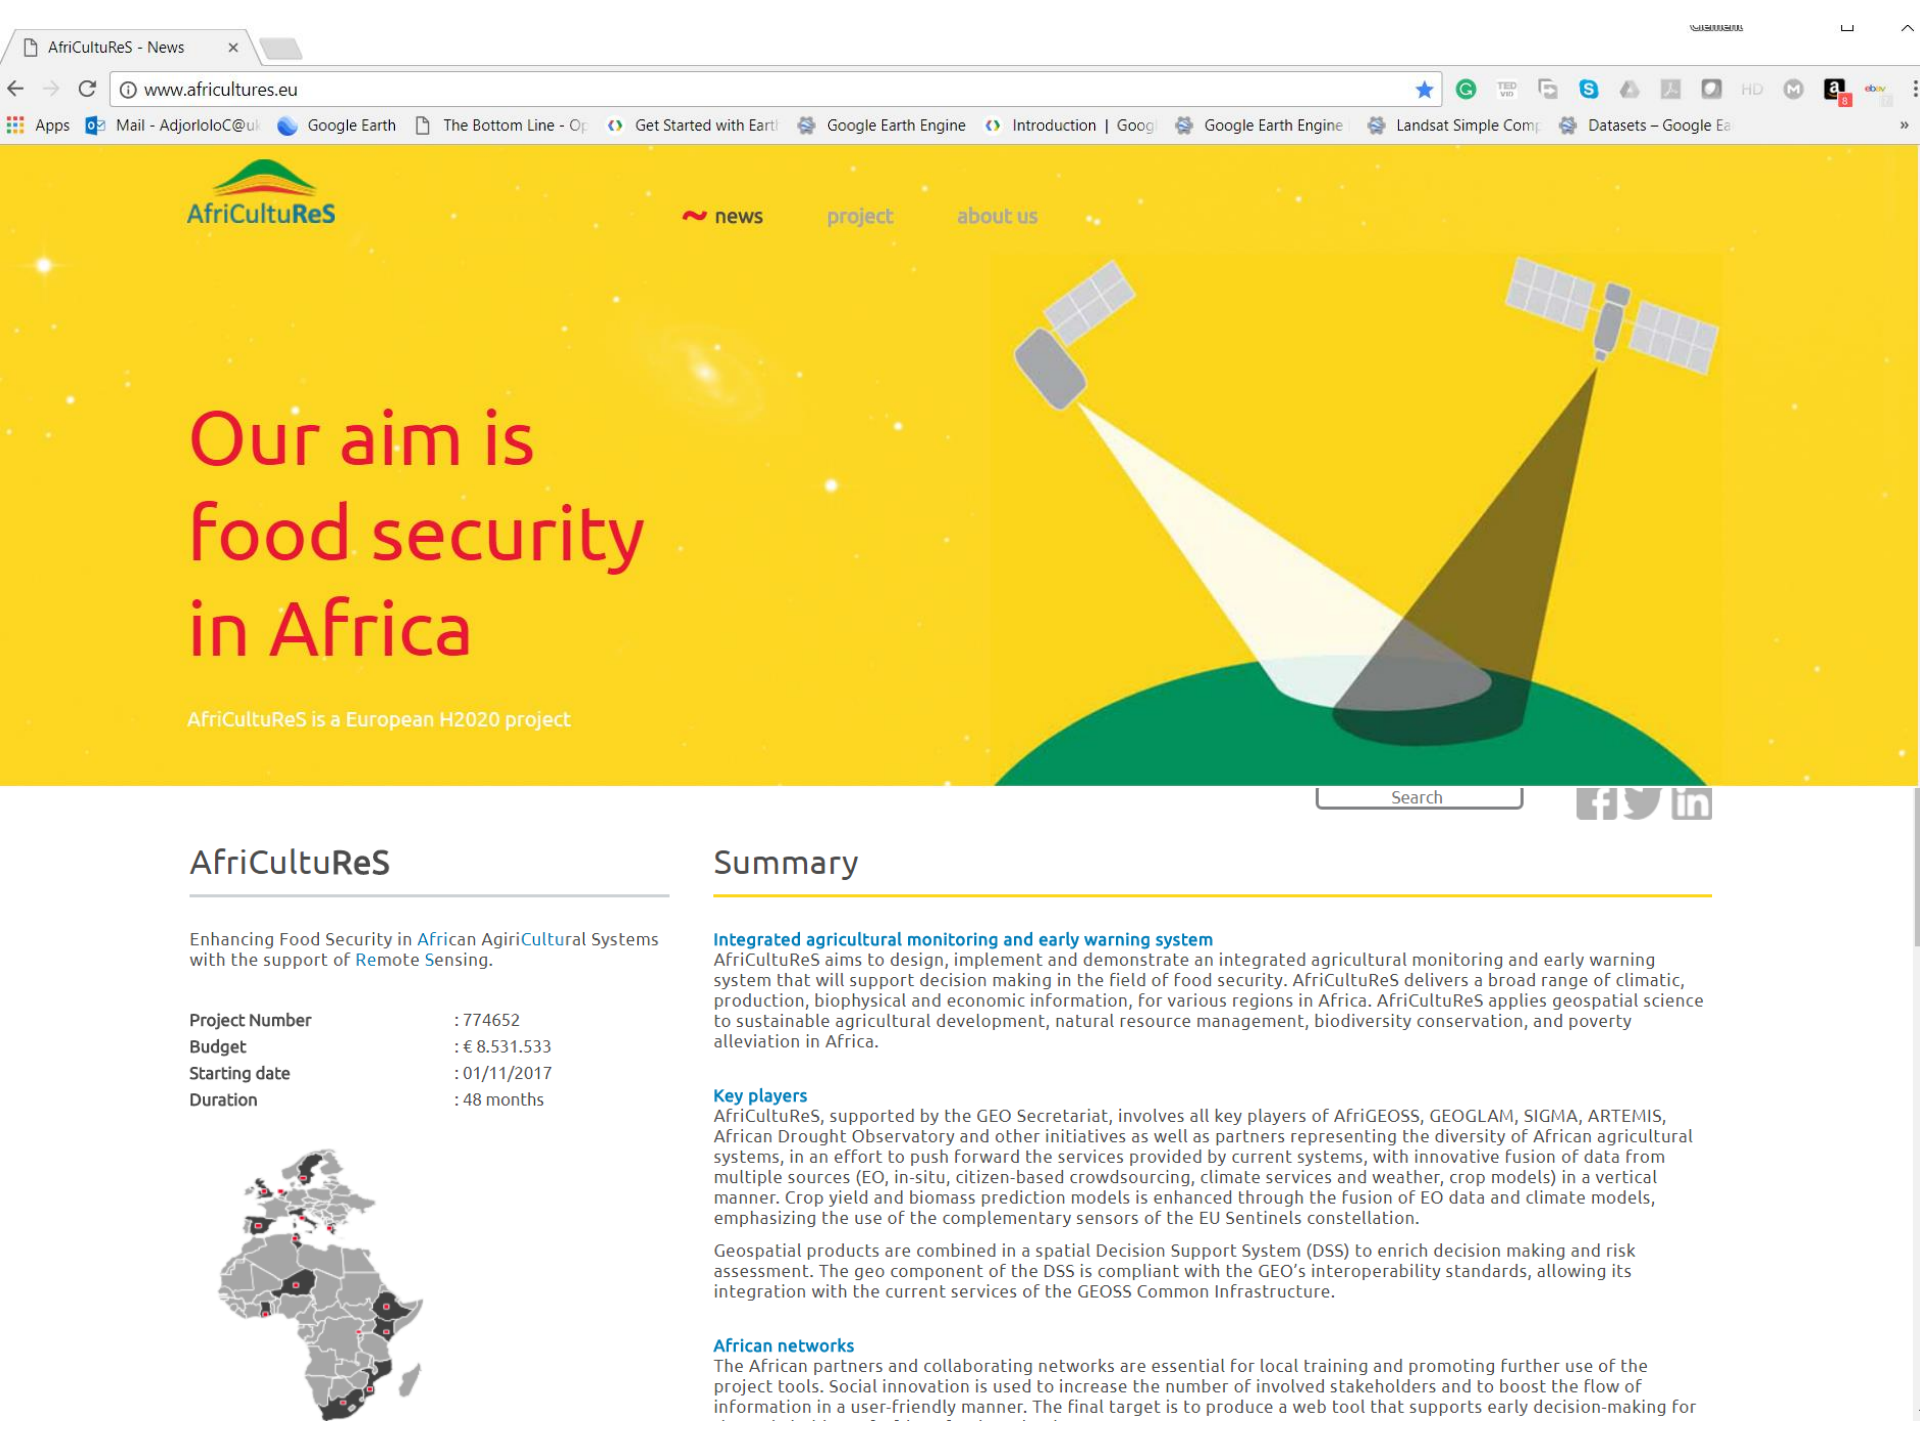 Clement
AfriCultuReS - News
www.africultures.eu
TED
VID
HD
8
ebay
Apps
Mail - AdjorloloC@uk
Google Earth
The Bottom Line - Op
Get Started with Eart
Google Earth Engine
Introduction | Goog
Google Earth Engine
Landsat Simple Comp
Datasets – Google Ea
»
AfriCultuReS
news
project
about us
Our aim is
food security
in Africa
AfriCultuReS is a European H2020 project
Search
AfriCultuReS
Enhancing Food Security in African AgiriCultural Systems
with the support of Remote Sensing.
Project Number : 774652
Budget : € 8.531.533
Starting date : 01/11/2017
Duration : 48 months
Summary
Integrated agricultural monitoring and early warning system
AfriCultuReS aims to design, implement and demonstrate an integrated agricultural monitoring and early warning
system that will support decision making in the field of food security. AfriCultuReS delivers a broad range of climatic,
production, biophysical and economic information, for various regions in Africa. AfriCultuReS applies geospatial science
to sustainable agricultural development, natural resource management, biodiversity conservation, and poverty
alleviation in Africa.
Key players
AfriCultuReS, supported by the GEO Secretariat, involves all key players of AfriGEOSS, GEOGLAM, SIGMA, ARTEMIS,
African Drought Observatory and other initiatives as well as partners representing the diversity of African agricultural
systems, in an effort to push forward the services provided by current systems, with innovative fusion of data from
multiple sources (EO, in-situ, citizen-based crowdsourcing, climate services and weather, crop models) in a vertical
manner. Crop yield and biomass prediction models is enhanced through the fusion of EO data and climate models,
emphasizing the use of the complementary sensors of the EU Sentinels constellation.
Geospatial products are combined in a spatial Decision Support System (DSS) to enrich decision making and risk
assessment. The geo component of the DSS is compliant with the GEO's interoperability standards, allowing its
integration with the current services of the GEOSS Common Infrastructure.
African networks
The African partners and collaborating networks are essential for local training and promoting further use of the
project tools. Social innovation is used to increase the number of involved stakeholders and to boost the flow of
information in a user-friendly manner. The final target is to produce a web tool that supports early decision-making for